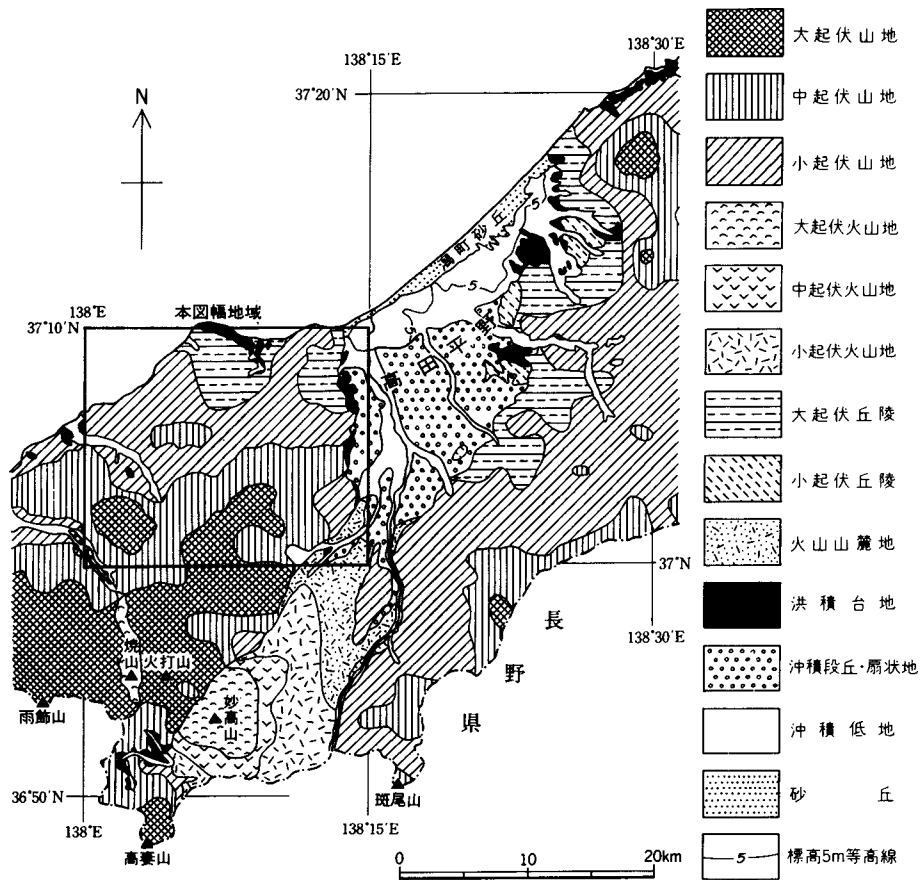 138°30′E
138°15′E
37°20′N
N
5
潟町砂丘
5
138°E
37°10′N
本図幅地域
5
高田平野
37°N
138°30′E
長野県
焼山
火打山
雨飾山
妙高山
36°50′N
斑尾山
138°E
138°15′E
高妻山
0 10 20km
大起伏山地
中起伏山地
小起伏山地
大起伏火山地
中起伏火山地
小起伏火山地
大起伏丘陵
小起伏丘陵
火山山麓地
洪積台地
沖積段丘・扇状地
沖積低地
砂丘
5
標高5m等高線